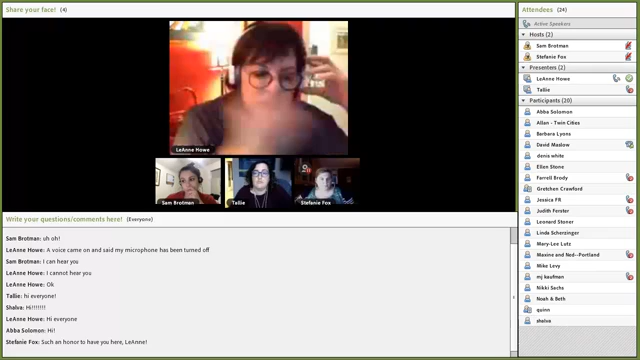 Share your face! (4)
LeAnne Howe
Sam Brotman
Tallie
Stefanie Fox
Write your questions/comments here! (Everyone)
Sam Brotman: uh oh!
LeAnne Howe: A voice came on and said my microphone has been turned off
Sam Brotman: I can hear you
LeAnne Howe: I cannot hear you
LeAnne Howe: Ok
Tallie: hi everyone!
Shalva: Hi!!!!!!!
LeAnne Howe: Hi everyone
Abba Solomon: Hi!
Stefanie Fox: Such an honor to have you here, LeAnne!
Attendees (24)
Active Speakers
Hosts (2)
Sam Brotman
Stefanie Fox
Presenters (2)
LeAnne Howe
Tallie
Participants (20)
Abba Solomon
Allan - Twin Cities
Barbara Lyons
David Maslow
denis white
Ellen Stone
Farrell Brody
Gretchen Crawford
Jessica FR
Judith Ferster
Leonard Stoner
Linda Scherzinger
Mary-Lee Lutz
Maxine and Ned--Portland
Mike Levy
mj kaufman
Nikki Sachs
Noah & Beth
quinn
shalva